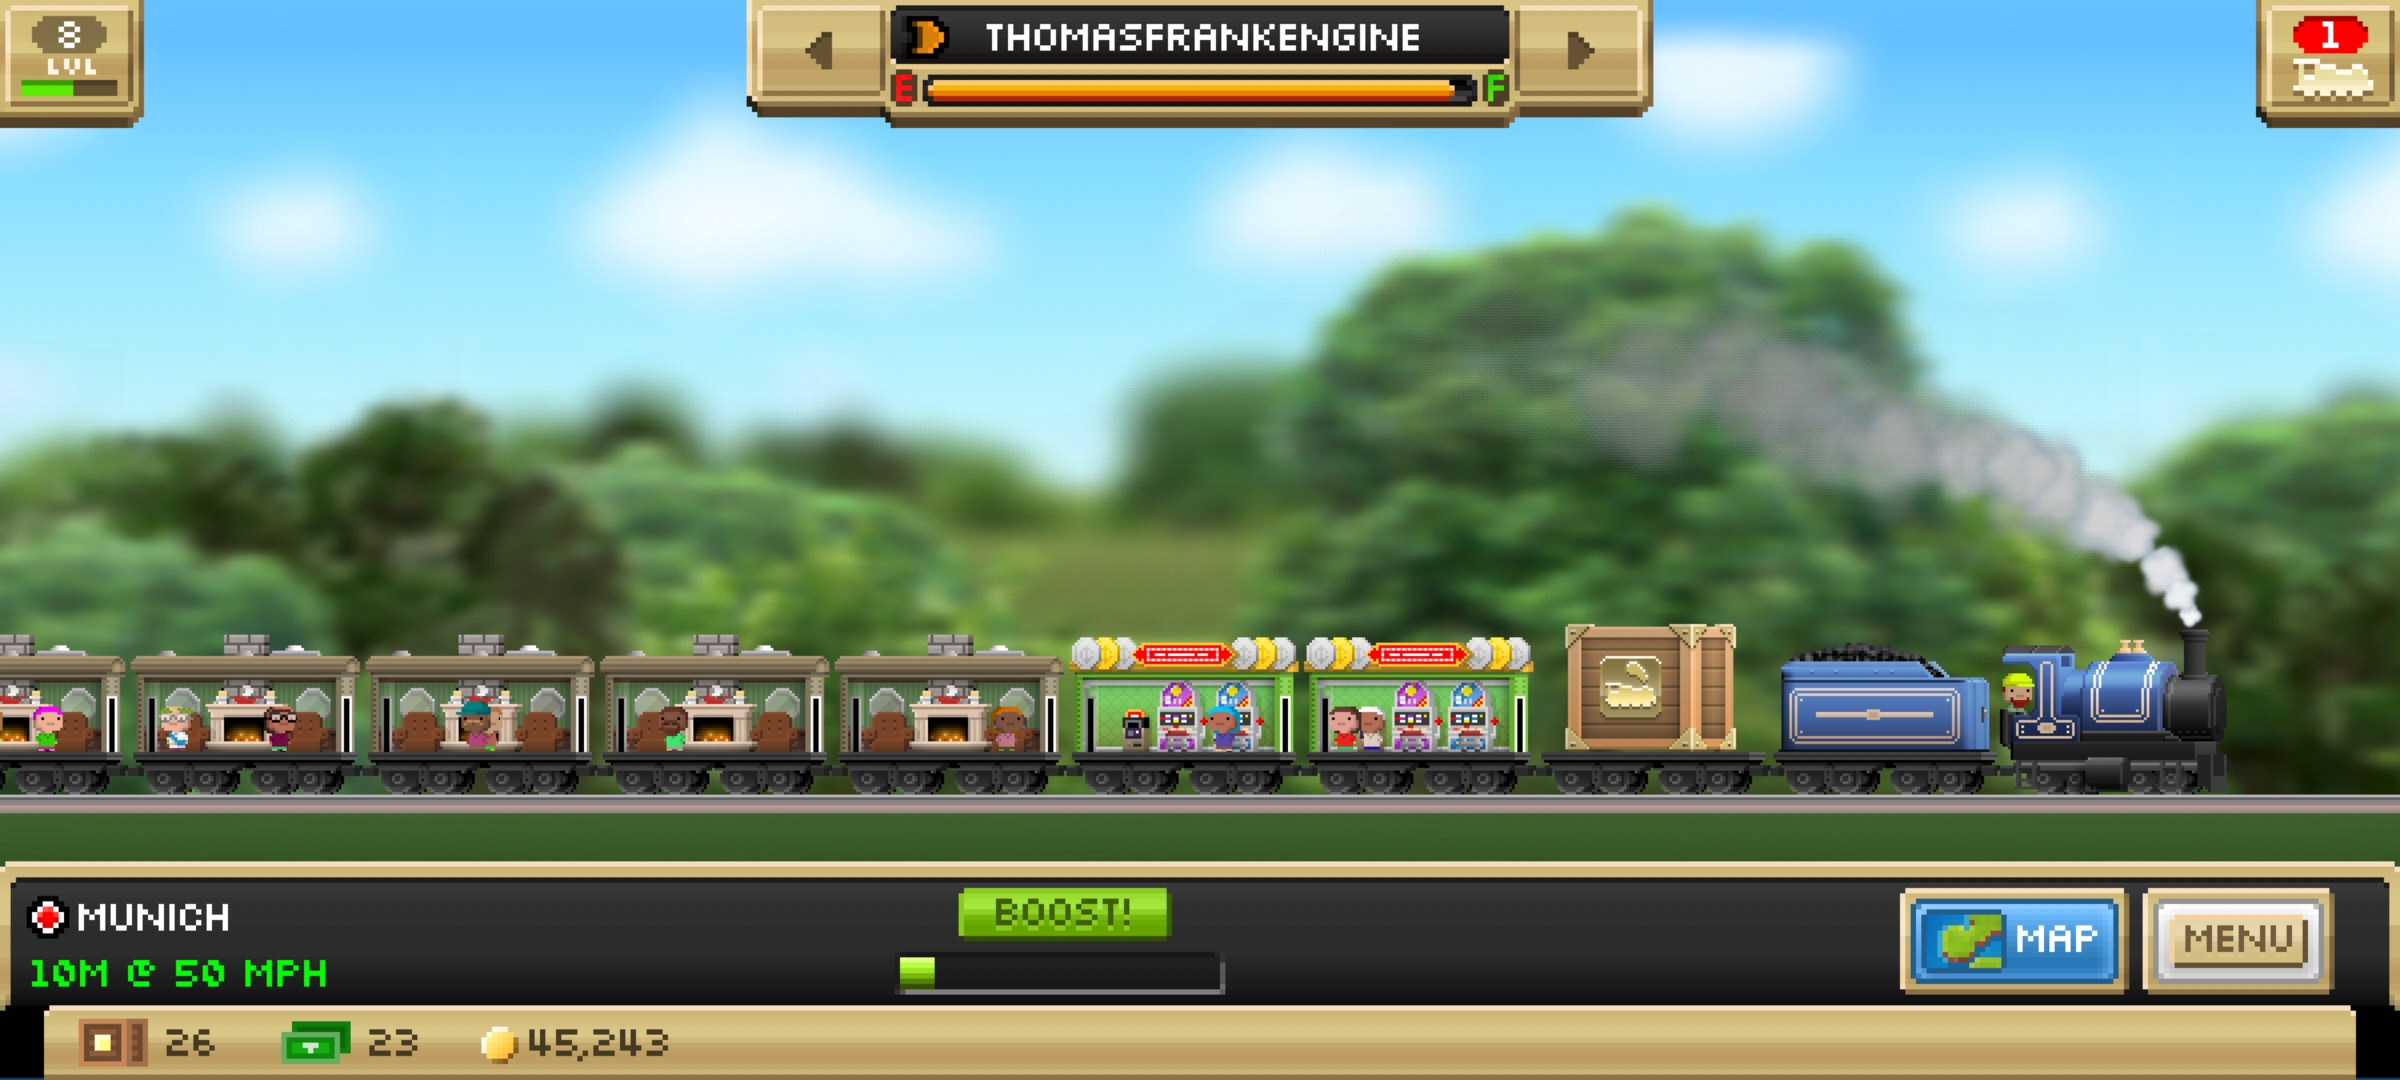 8
LVL
THOMASFRANKENGINE
E F
1
MUNICH
10M @ 50 MPH
BOOST!
MAP
MENU
26
23
45,243